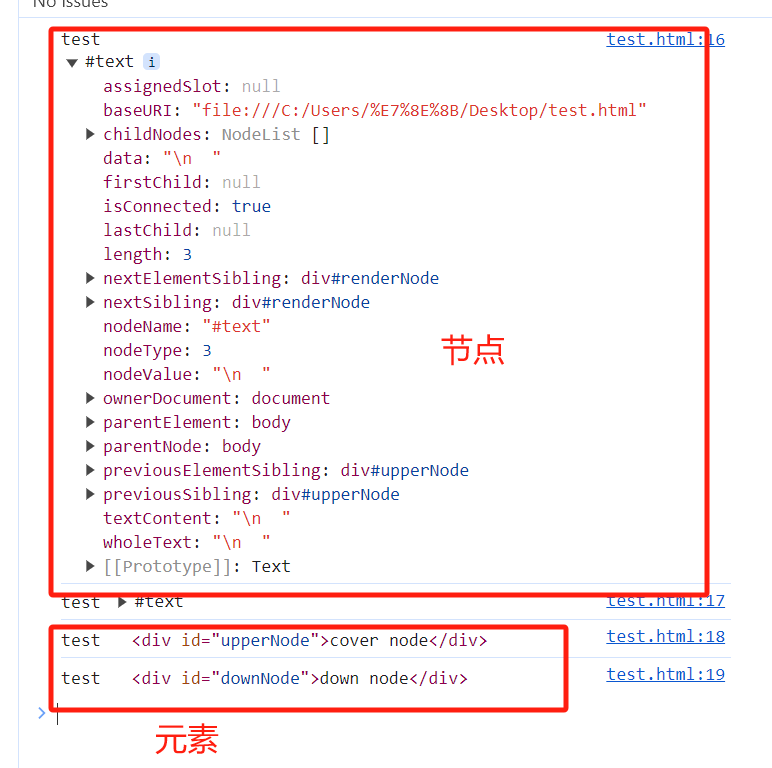 No Issues
test test.html:16
▼ #text i
assignedSlot: null
baseURI: "file:///C:/Users/%E7%8E%8B/Desktop/test.html"
▶ childNodes: NodeList []
data: "\n  "
firstChild: null
isConnected: true
lastChild: null
length: 3
▶ nextElementSibling: div#renderNode
▶ nextSibling: div#renderNode
nodeName: "#text"
nodeType: 3
节点
nodeValue: "\n  "
▶ ownerDocument: document
▶ parentElement: body
▶ parentNode: body
▶ previousElementSibling: div#upperNode
▶ previousSibling: div#upperNode
textContent: "\n  "
wholeText: "\n  "
▶ [[Prototype]]: Text
test ▶ #text test.html:17
test <div id="upperNode">cover node</div> test.html:18
test <div id="downNode">down node</div> test.html:19
>
元素